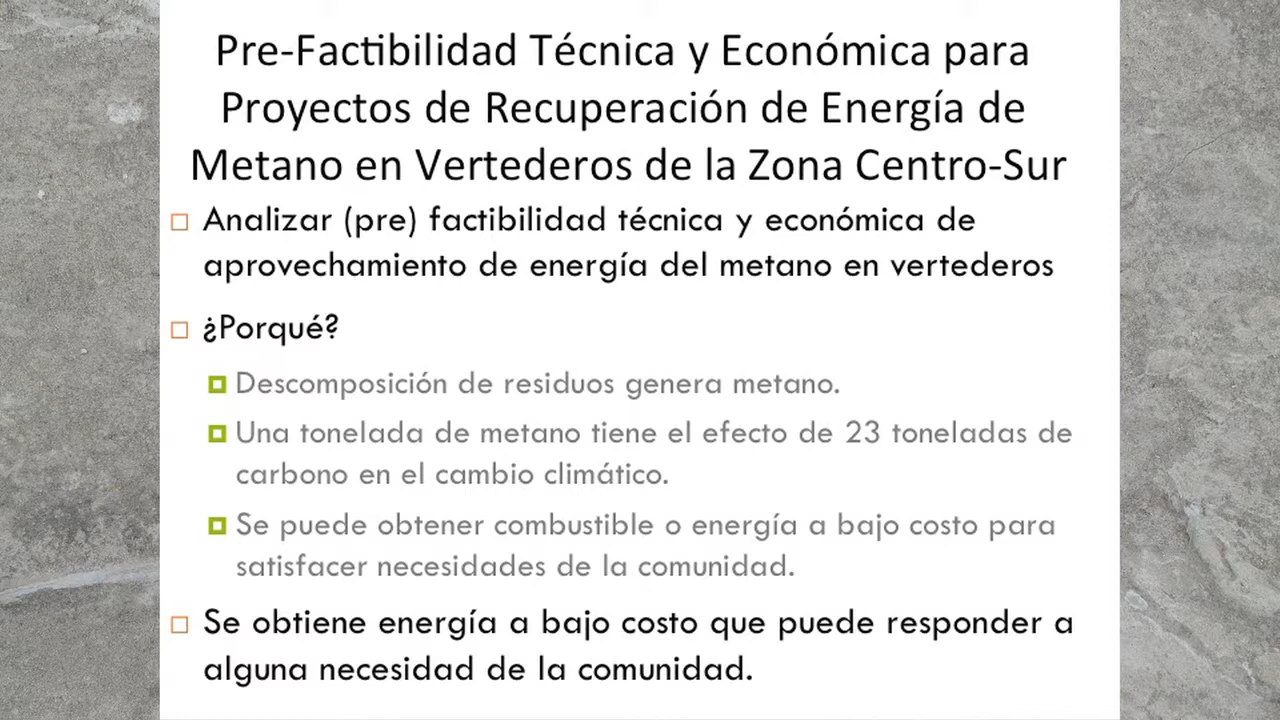 Pre-Factibilidad Técnica y Económica para
Proyectos de Recuperación de Energía de
Metano en Vertederos de la Zona Centro-Sur
Analizar (pre) factibilidad técnica y económica de
aprovechamiento de energía del metano en vertederos
¿Porqué?
Descomposición de residuos genera metano.
Una tonelada de metano tiene el efecto de 23 toneladas de
carbono en el cambio climático.
Se puede obtener combustible o energía a bajo costo para
satisfacer necesidades de la comunidad.
Se obtiene energía a bajo costo que puede responder a
alguna necesidad de la comunidad.